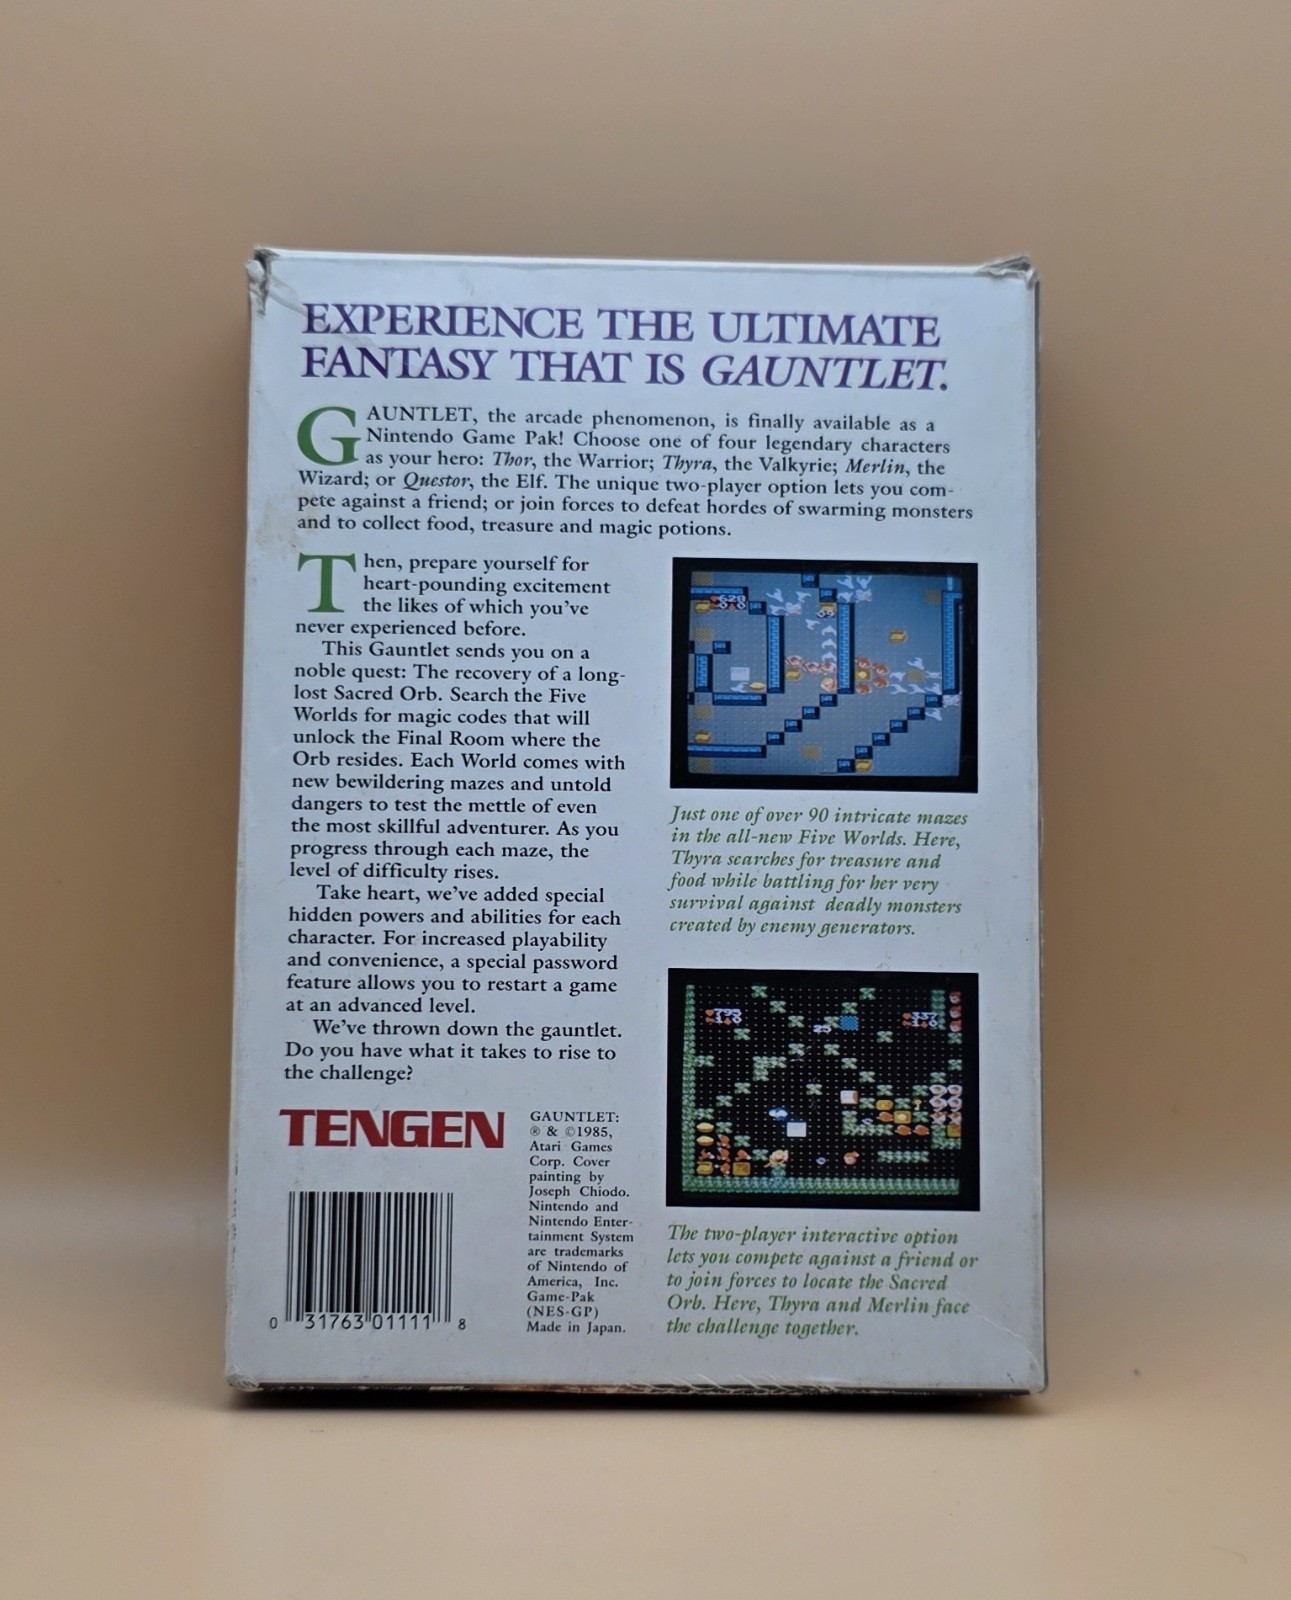 EXPERIENCE THE ULTIMATE
FANTASY THAT IS GAUNTLET.
GAUNTLET, the arcade phenomenon, is finally available as a
Nintendo Game Pak! Choose one of four legendary characters
as your hero: Thor, the Warrior; Thyra, the Valkyrie; Merlin, the
Wizard; or Questor, the Elf. The unique two-player option lets you com-
pete against a friend; or join forces to defeat hordes of swarming monsters
and to collect food, treasure and magic potions.
Then, prepare yourself for
heart-pounding excitement
the likes of which you've
never experienced before.
This Gauntlet sends you on a
noble quest: The recovery of a long-
lost Sacred Orb. Search the Five
Worlds for magic codes that will
unlock the Final Room where the
Orb resides. Each World comes with
new bewildering mazes and untold
dangers to test the mettle of even
the most skillful adventurer. As you
progress through each maze, the
level of difficulty rises.
Take heart, we've added special
hidden powers and abilities for each
character. For increased playability
and convenience, a special password
feature allows you to restart a game
at an advanced level.
We've thrown down the gauntlet.
Do you have what it takes to rise to
the challenge?
620
Just one of over 90 intricate mazes
in the all-new Five Worlds. Here,
Thyra searches for treasure and
food while battling for her very
survival against deadly monsters
created by enemy generators.
793
337
The two-player interactive option
lets you compete against a friend or
to join forces to locate the Sacred
Orb. Here, Thyra and Merlin face
the challenge together.
TENGEN
0 31763 01111 8
GAUNTLET:
® & ©1985,
Atari Games
Corp. Cover
painting by
Joseph Chiodo.
Nintendo and
Nintendo Enter-
tainment System
are trademarks
of Nintendo of
America, Inc.
Game-Pak
(NES-GP)
Made in Japan.